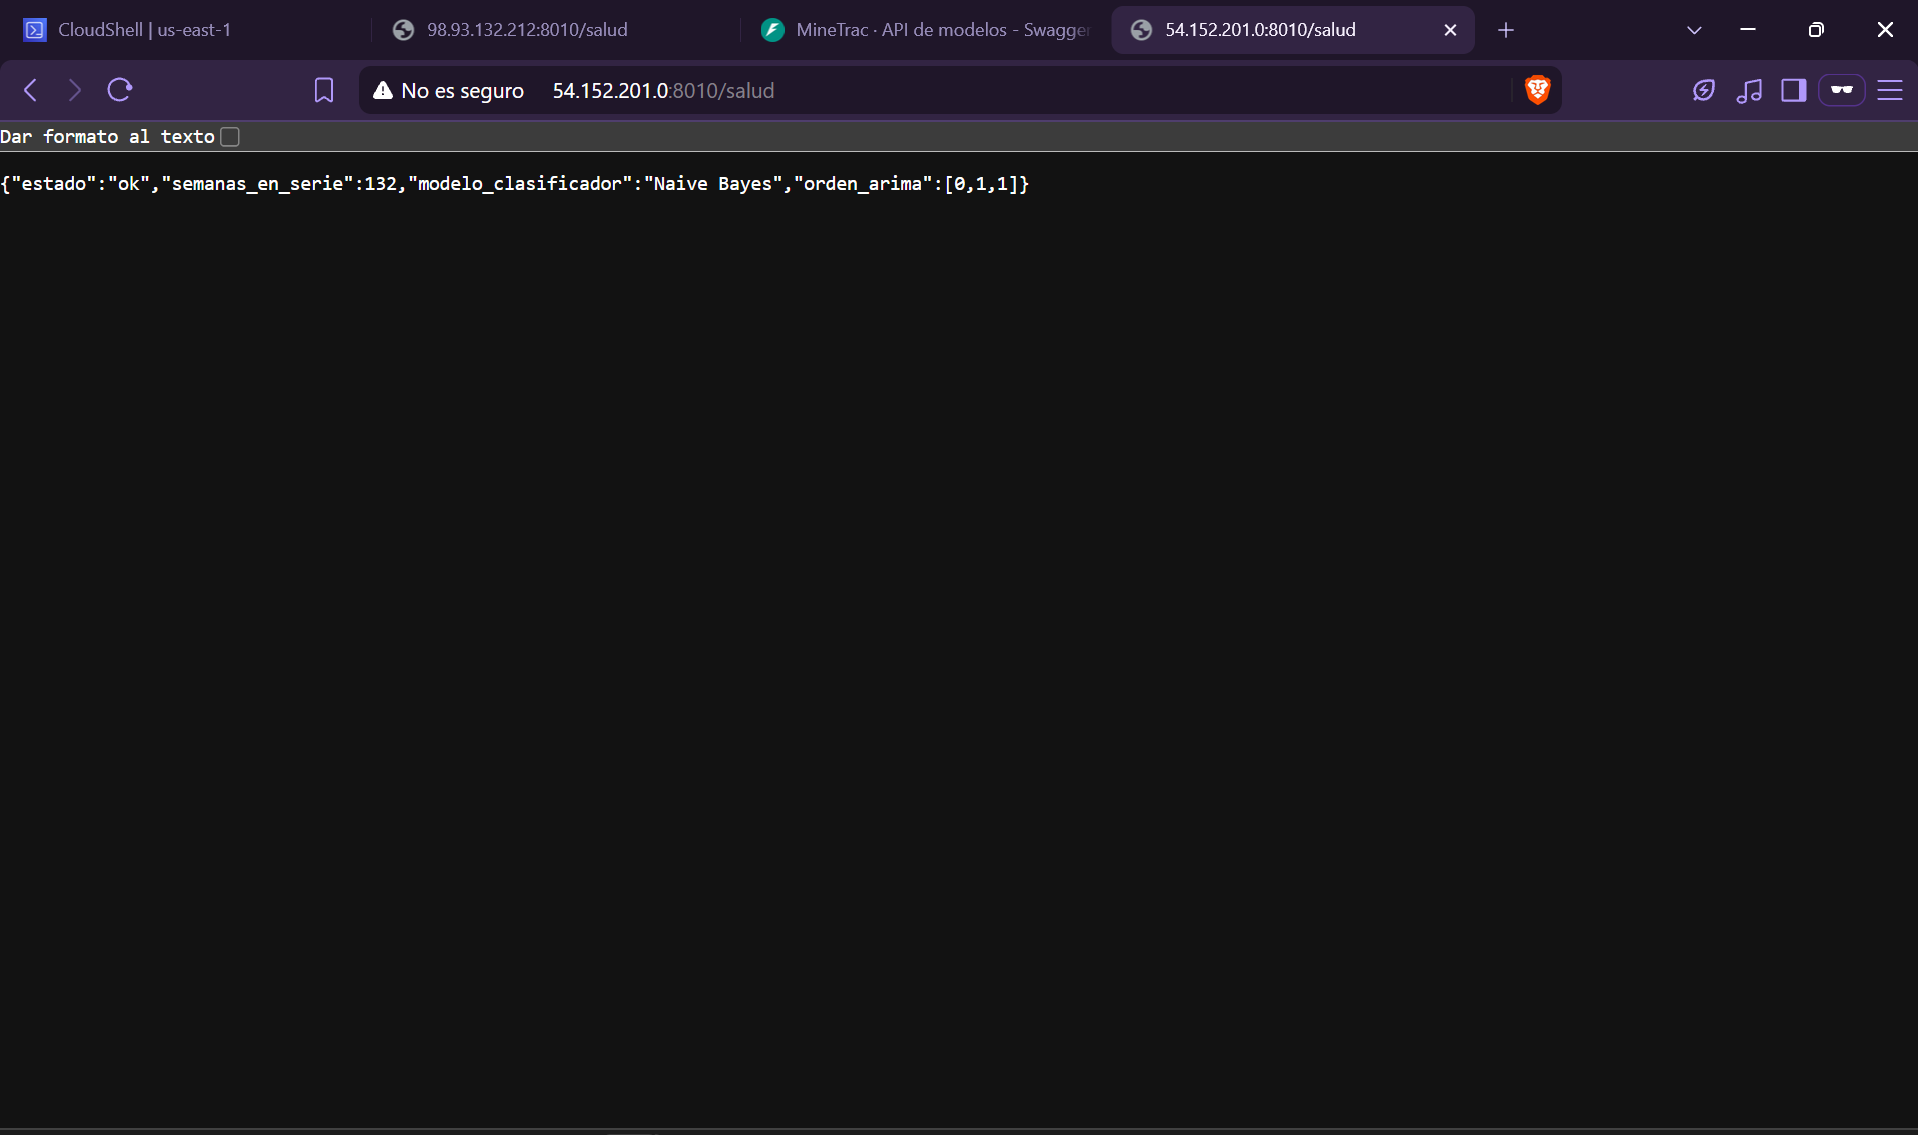 CloudShell | us-east-1
98.93.132.212:8010/salud
MineTrac · API de modelos - Swagger
54.152.201.0:8010/salud
No es seguro 54.152.201.0:8010/salud
Dar formato al texto
{"estado":"ok","semanas_en_serie":132,"modelo_clasificador":"Naive Bayes","orden_arima":[0,1,1]}